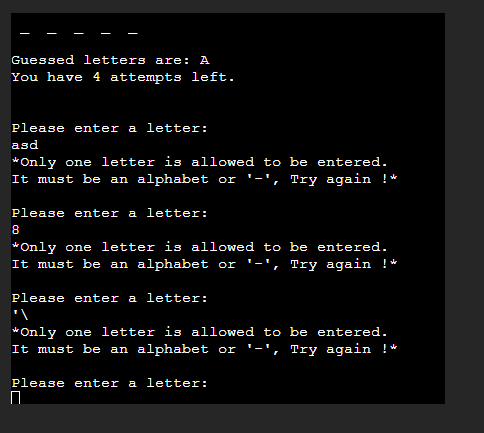 _ _ _ _ _
Guessed letters are: A
You have 4 attempts left.
Please enter a letter:
asd
*Only one letter is allowed to be entered.
It must be an alphabet or '-', Try again !*
Please enter a letter:
8
*Only one letter is allowed to be entered.
It must be an alphabet or '-', Try again !*
Please enter a letter:
'\
*Only one letter is allowed to be entered.
It must be an alphabet or '-', Try again !*
Please enter a letter: